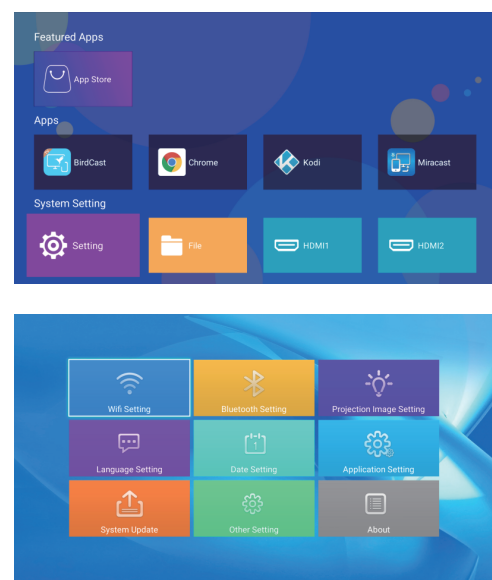 Featured Apps
App Store
Apps
BirdCast
Chrome
Kodi
Miracast
System Setting
Setting
File
HDMI1
HDMI2
Wifi Setting
Bluetooth Setting
Projection Image Setting
Language Setting
1
Date Setting
Application Setting
System Update
Other Setting
About